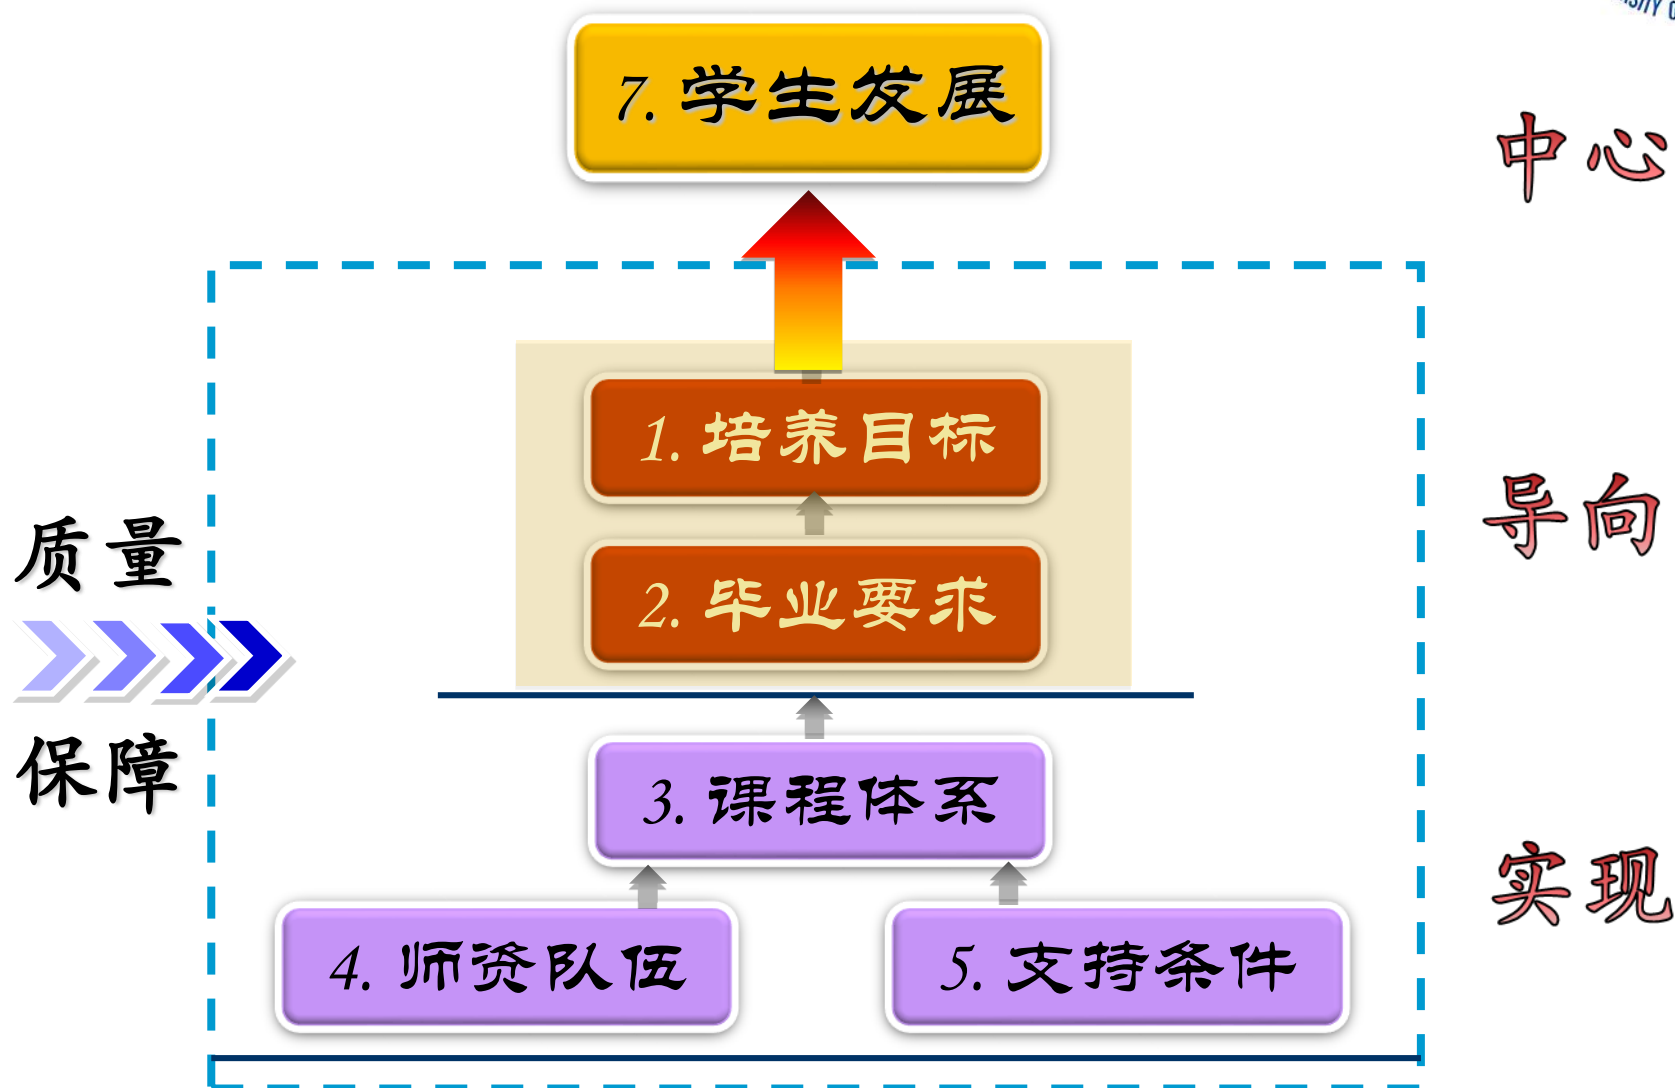 7. 学生发展
中心
1. 培养目标
导向
质量
2. 毕业要求
保障
3. 课程体系
实现
4. 师资队伍
5. 支持条件